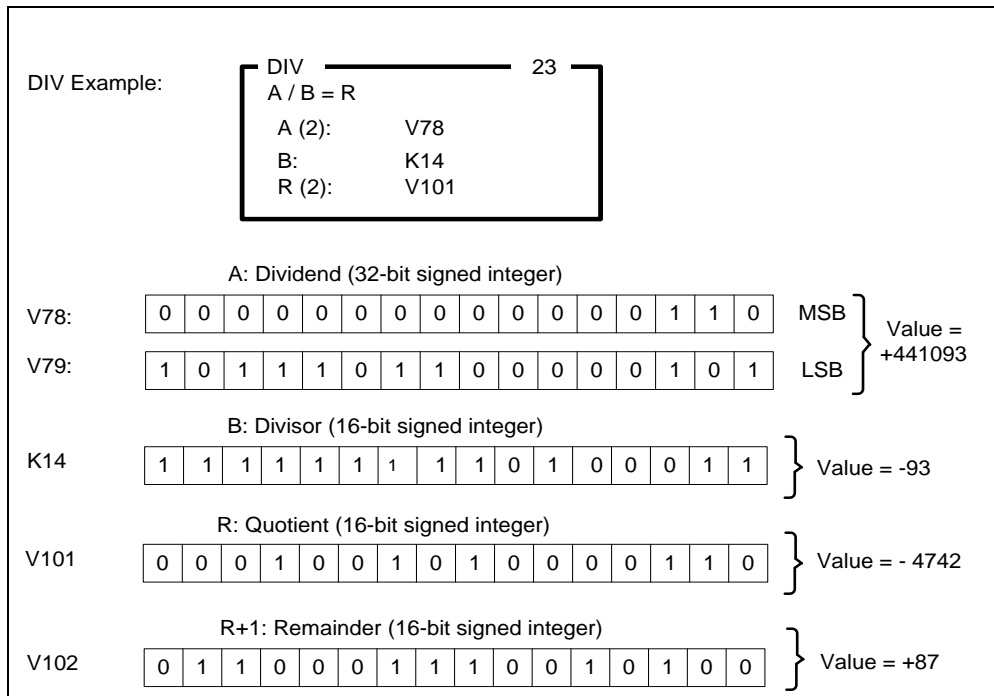 DIV Example:
DIV 23
A / B = R
A (2): V78
B: K14
R (2): V101
A: Dividend (32-bit signed integer)
V78: 0 0 0 0 0 0 0 0 0 0 0 0 0 1 1 0 MSB
Value =
+441093
V79: 1 0 1 1 1 0 1 1 0 0 0 0 0 1 0 1 LSB
B: Divisor (16-bit signed integer)
K14 1 1 1 1 1 1 1 1 1 0 1 0 0 0 1 1 Value = -93
R: Quotient (16-bit signed integer)
V101 0 0 0 1 0 0 1 0 1 0 0 0 0 1 1 0 Value = - 4742
R+1: Remainder (16-bit signed integer)
V102 0 1 1 0 0 0 1 1 1 0 0 1 0 1 0 0 Value = +87